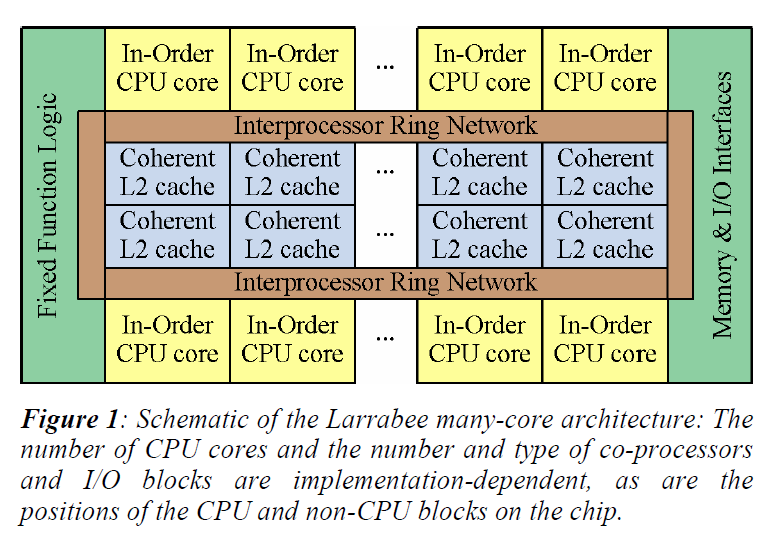 Fixed Function Logic
In-Order
CPU core
In-Order
CPU core
...
In-Order
CPU core
In-Order
CPU core
Interprocessor Ring Network
Coherent
L2 cache
Coherent
L2 cache
...
Coherent
L2 cache
Coherent
L2 cache
Coherent
L2 cache
Coherent
L2 cache
...
Coherent
L2 cache
Coherent
L2 cache
Interprocessor Ring Network
In-Order
CPU core
In-Order
CPU core
...
In-Order
CPU core
In-Order
CPU core
Memory & I/O Interfaces
Figure 1: Schematic of the Larrabee many-core architecture: The
number of CPU cores and the number and type of co-processors
and I/O blocks are implementation-dependent, as are the
positions of the CPU and non-CPU blocks on the chip.